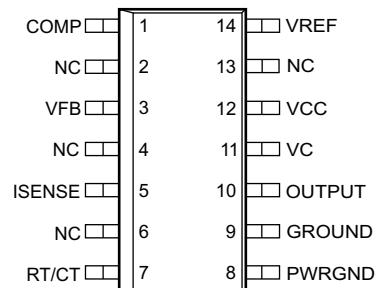 COMP 1 14 VREF
NC 2 13 NC
VFB 3 12 VCC
NC 4 11 VC
ISENSE 5 10 OUTPUT
NC 6 9 GROUND
RT/CT 7 8 PWRGND